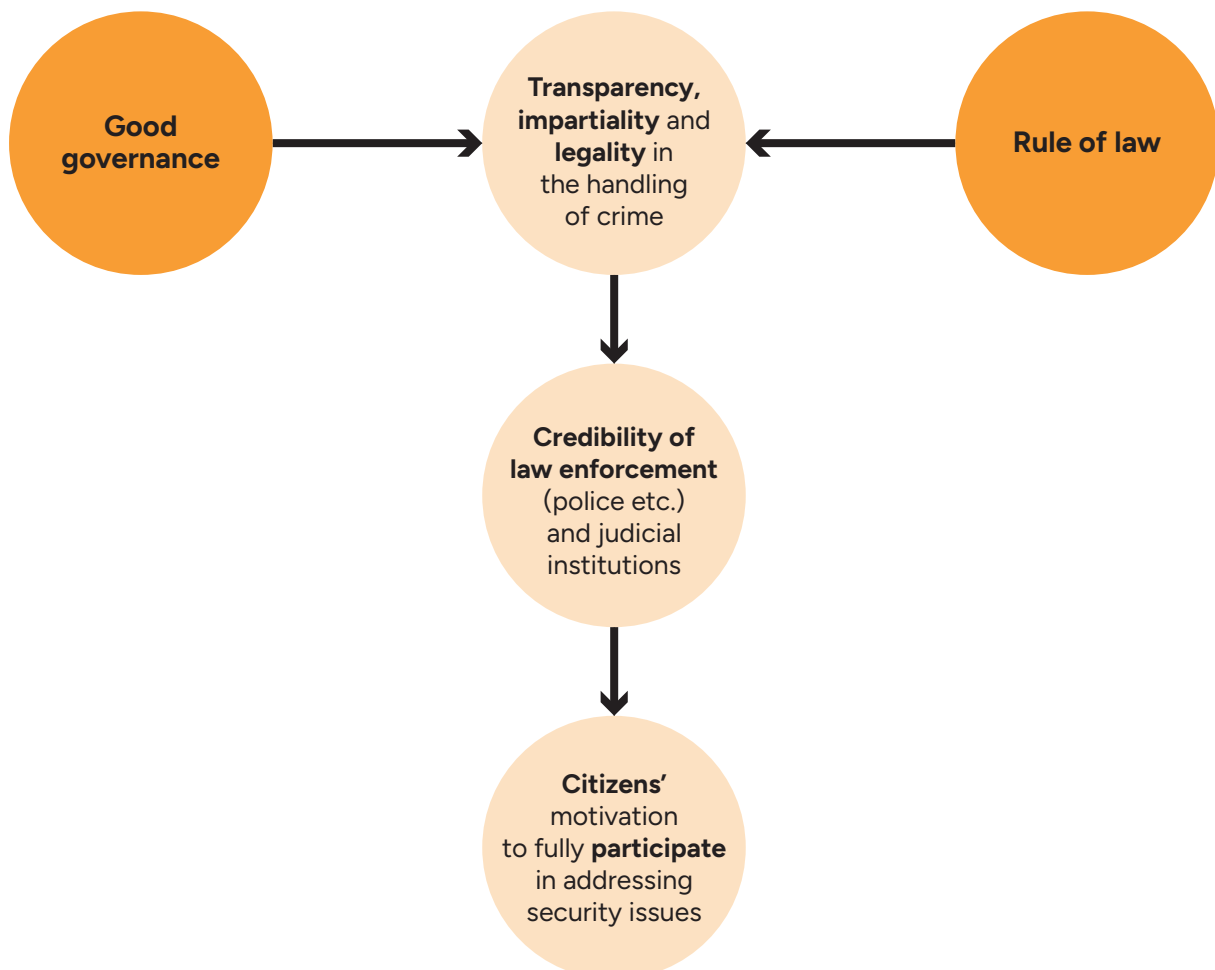 Good
governance
Transparency,
impartiality and
legality in
the handling
of crime
Rule of law
Credibility of
law enforcement
(police etc.)
and judicial
institutions
Citizens’
motivation
to fully participate
in addressing
security issues